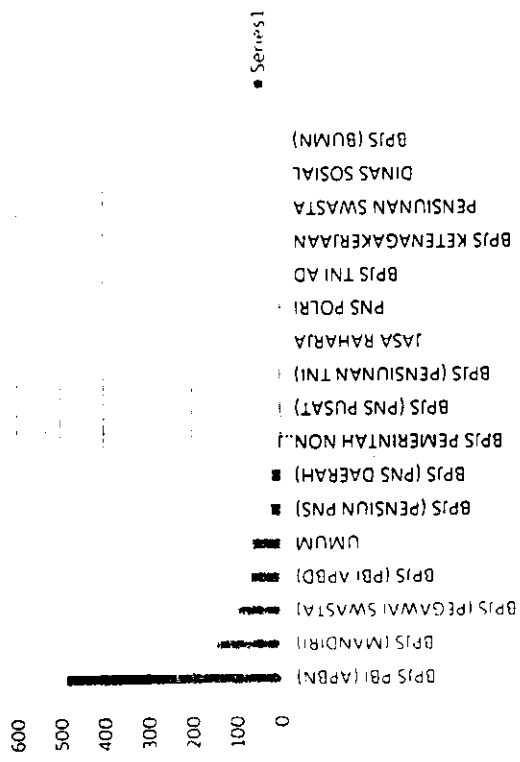 600
500
400
300
200
100
0
BPJS PBI (APBN)
BPJS (MANDIRI)
BPJS (PEGAWAI SWASTA)
BPJS (PBI APBD)
UMUM
BPJS (PENSIUN PNS)
BPJS (PNS DAERAH)
BPJS PEMERINTAH NON...
BPJS (PNS PUSAT)
BPJS (PENSIUNAN TNI)
JASA RAHARJA
PNS POLRI
BPJS TNI AD
BPJS KETENAGAKERJAAN
PENSIUNAN SWASTA
DINAS SOSIAL
BPJS (BUMN)
Series1